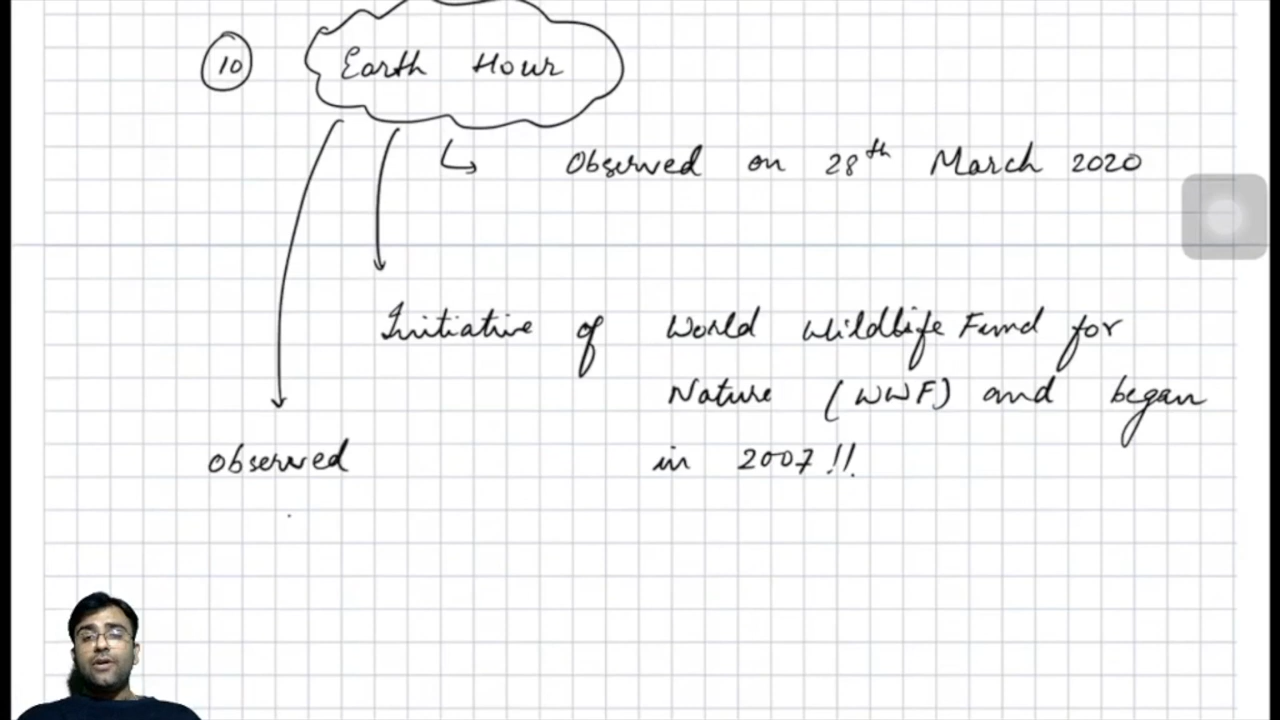 10 Earth Hour
Observed on 28th March 2020
Initiative of World Wildlife Fund for
Nature (WWF) and began
in 2007!!
Observed